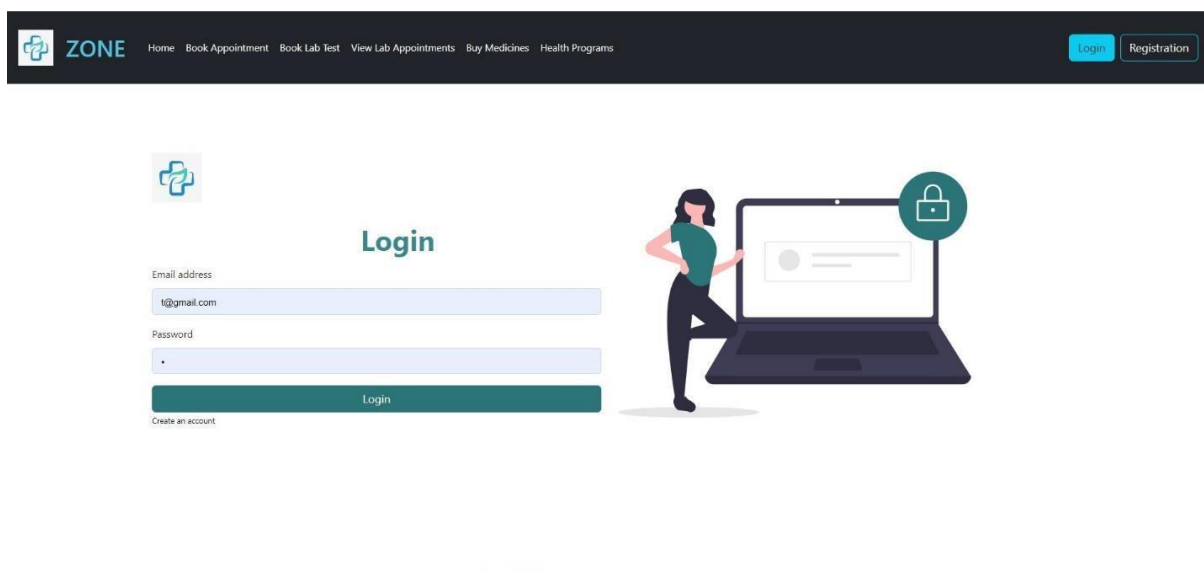 ZONE Home Book Appointment Book Lab Test View Lab Appointments Buy Medicines Health Programs Login Registration
Login
Email address
t@gmail.com
Password
•
Login
Create an account